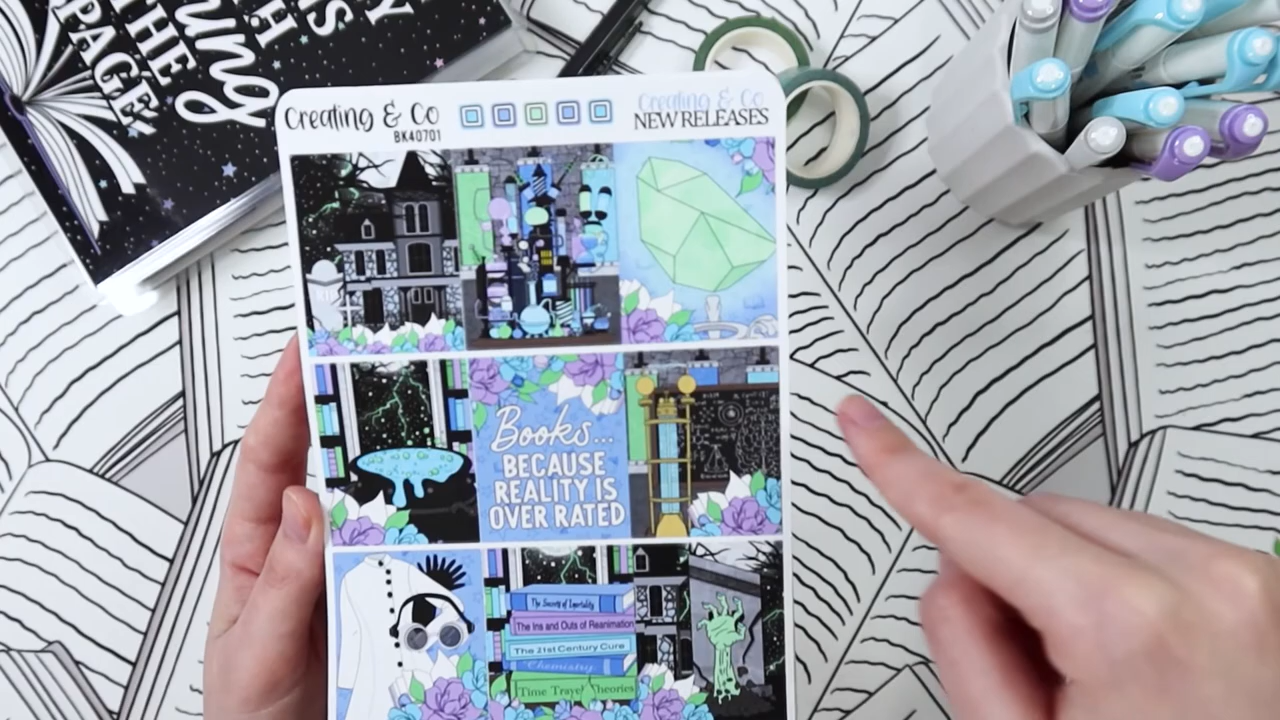 THE
PAGE
Creating & Co
BK40701
Creating & Co
NEW RELEASES
Books...
BECAUSE
REALITY IS
OVER RATED
The Secrets of Imortality
The Ins and Outs of Reanimation
The 21st Century Cure
Chemistry
Time Travel Theories